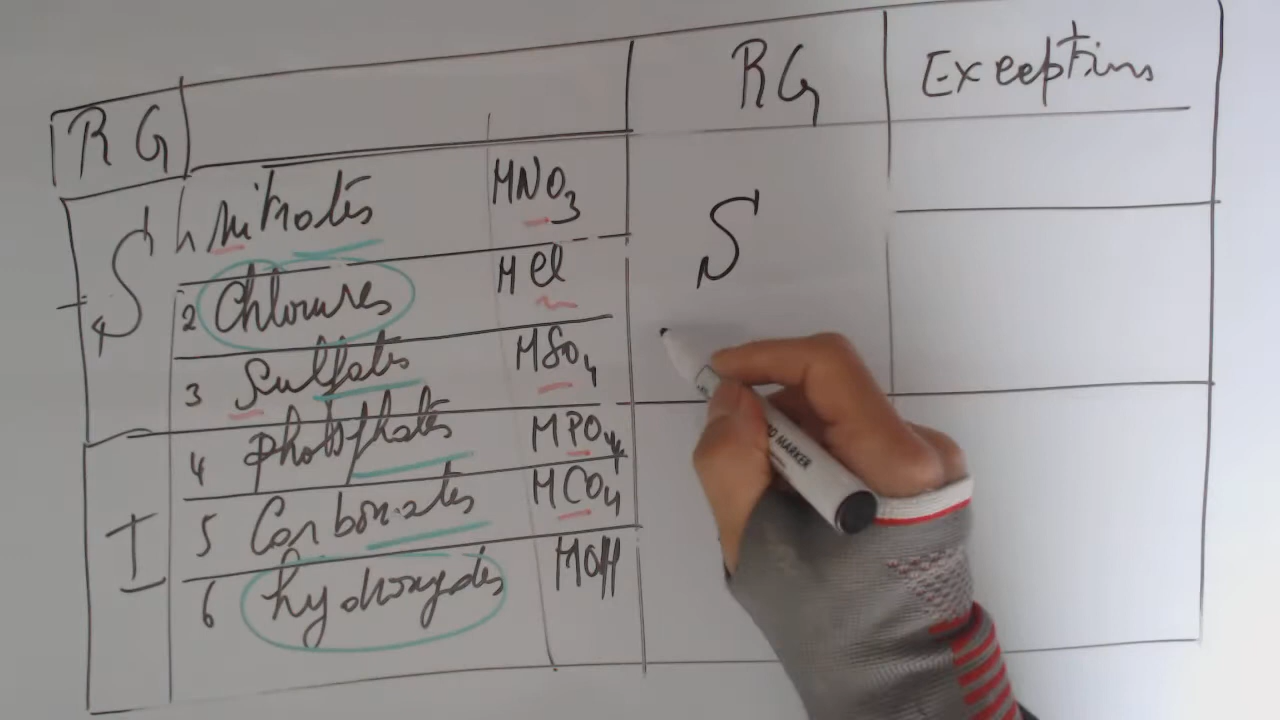 RG RG Exceptions
S 1 nitrates MNO3 S
2 Chlorures MCl
3 Sulfates MSO4
4 phosphates MPO4
I 5 Carbonates MCO4
6 hydroxydes MOH